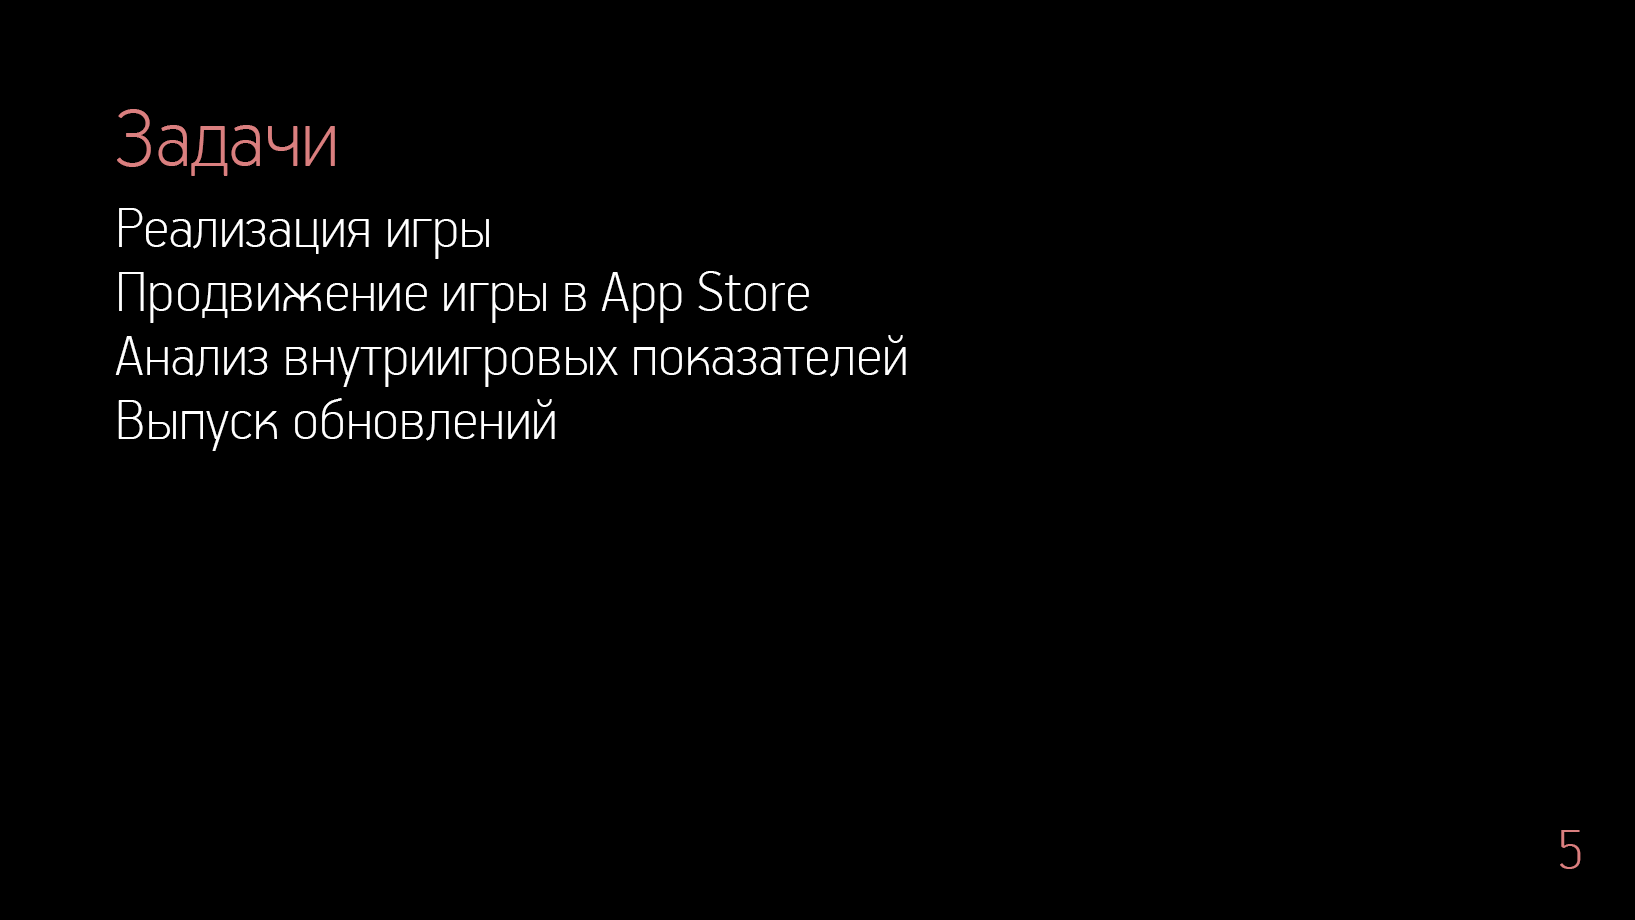 Задачи
Реализация игры
Продвижение игры в App Store
Анализ внутриигровых показателей
Выпуск обновлений
5